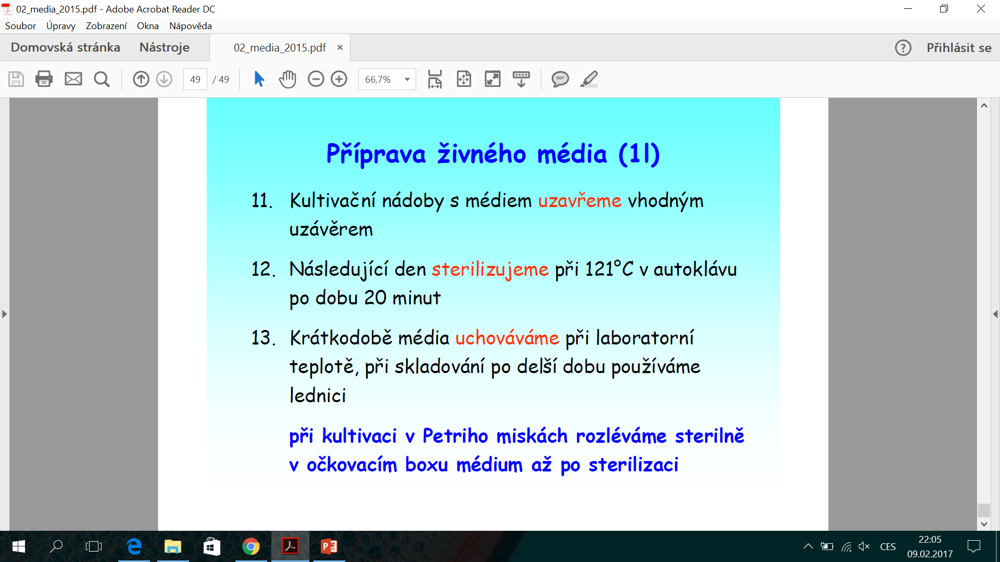 02_media_2015.pdf - Adobe Acrobat Reader DC
Soubor Úpravy Zobrazení Okna Nápověda
Domovská stránka Nástroje 02_media_2015.pdf × ? Přihlásit se
49 / 49 66,7%
Příprava živného média (1l)
11. Kultivační nádoby s médiem uzavřeme vhodným
uzávěrem
12. Následující den sterilizujeme při 121°C v autoklávu
po dobu 20 minut
13. Krátkodobě média uchováváme při laboratorní
teplotě, při skladování po delší dobu používáme
lednici
při kultivaci v Petriho miskách rozléváme sterilně
v očkovacím boxu médium až po sterilizaci
CES
22:05
09.02.2017